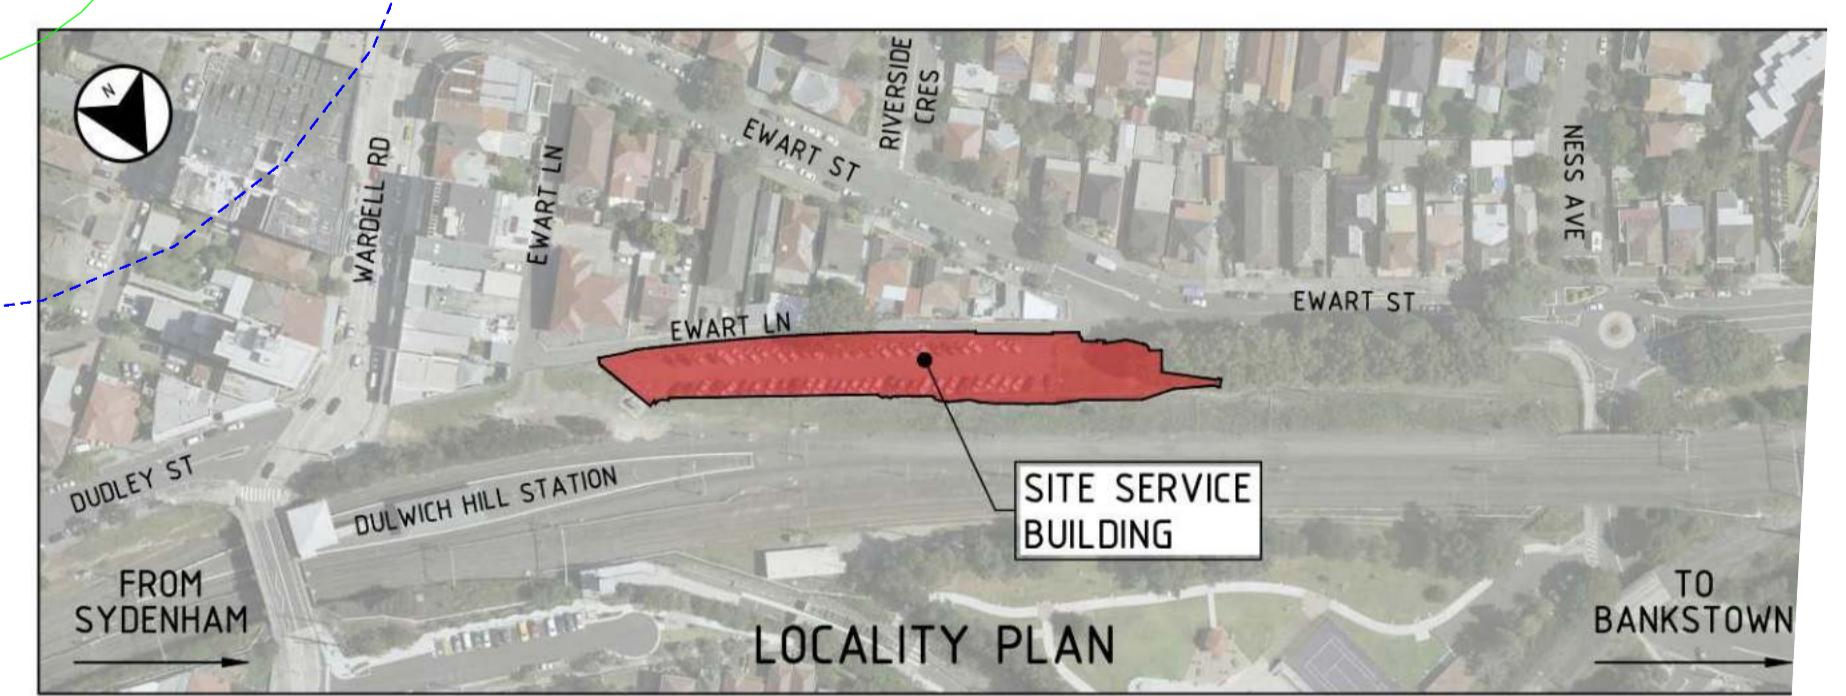 N
WARDELL RD
EWART LN
EWART ST
RIVERSIDE
CRES
NESS AVE
EWART ST
EWART LN
DUDLEY ST
DULWICH HILL STATION
SITE SERVICE
BUILDING
FROM
SYDENHAM
LOCALITY PLAN
TO
BANKSTOWN